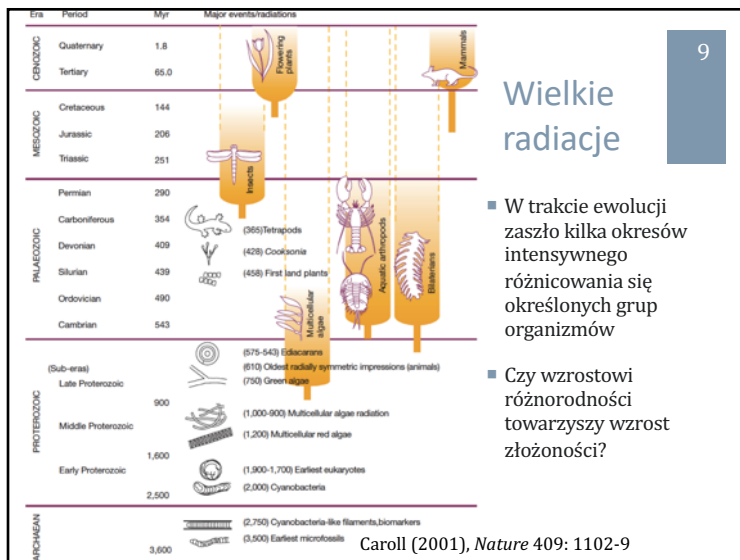 Era Period Myr Major events/radiations
CENOZOIC
Quaternary 1.8
Tertiary 65.0
Flowering
plants
Mammals
MESOZOIC
Cretaceous 144
Jurassic 206
Triassic 251
Insects
PALAEOZOIC
Permian 290
Carboniferous 354
Devonian 409
Silurian 439
Ordovician 490
Cambrian 543
(365)Tetrapods
(428) Cooksonia
(458) First land plants
Multicellular
algae
Aquatic arthropods
Bilaterians
PROTEROZOIC
(Sub-eras)
Late Proterozoic
900
Middle Proterozoic
1,600
Early Proterozoic
2,500
(575-543) Ediacarans
(610) Oldest radially symmetric impressions (animals)
(750) Green algae
(1,000-900) Multicellular algae radiation
(1,200) Multicellular red algae
(1,900-1,700) Earliest eukaryotes
(2,000) Cyanobacteria
ARCHAEAN
3,600
(2,750) Cyanobacteria-like filaments,biomarkers
(3,500) Earliest microfossils
9
Wielkie
radiacje
▪ W trakcie ewolucji
zaszło kilka okresów
intensywnego
różnicowania się
określonych grup
organizmów
▪ Czy wzrostowi
różnorodności
towarzyszy wzrost
złożoności?
Caroll (2001), Nature 409: 1102-9